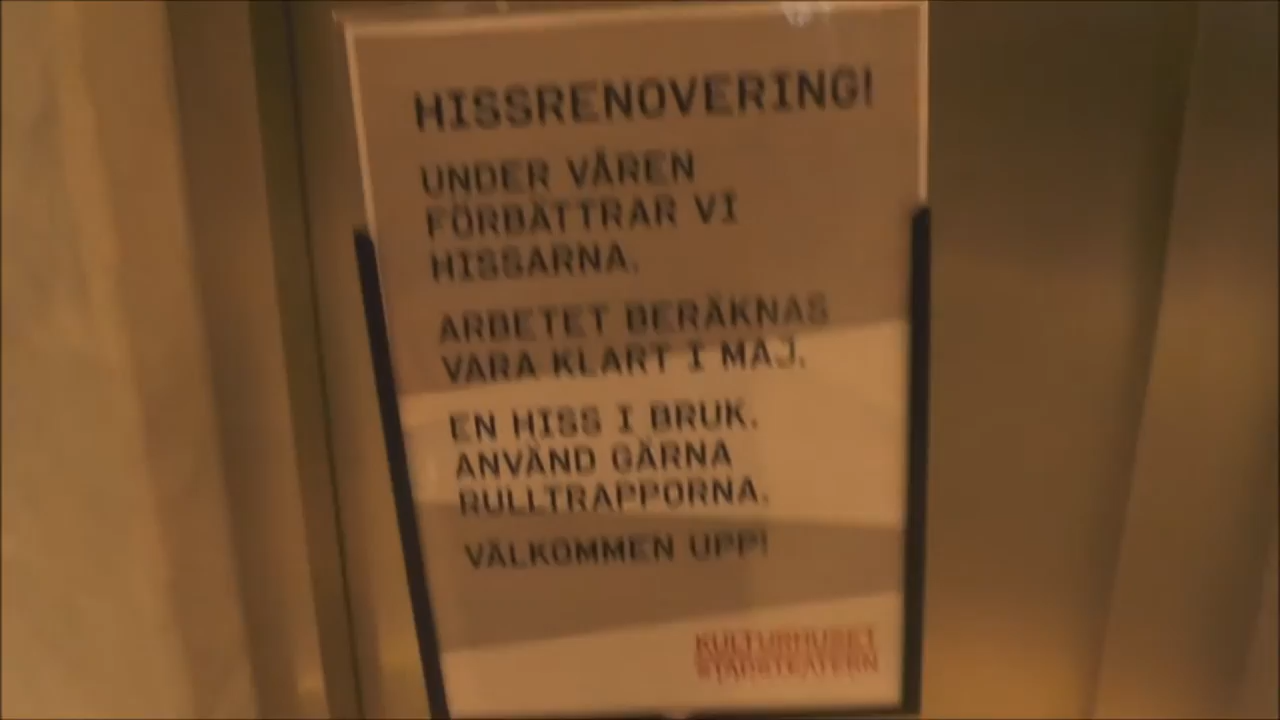 HISSRENOVERING!
UNDER VÅREN
FÖRBÄTTRAR VI
HISSARNA.
ARBETET BERÄKNAS
VARA KLART I MAJ.
EN HISS I BRUK.
ANVÄND GÄRNA
RULLTRAPPORNA.
VÄLKOMMEN UPP!
KULTURHUSET
STADSTEATERN